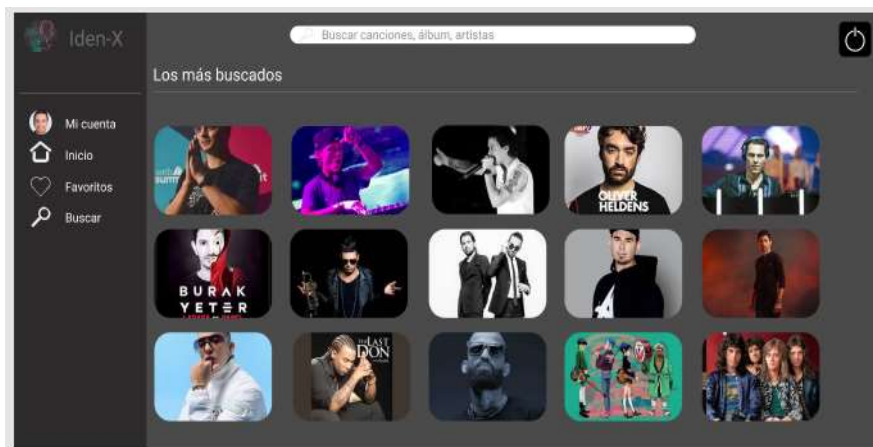 Iden-X
Buscar canciones, álbum, artistas
Los más buscados
Mi cuenta
Inicio
Favoritos
Buscar
OLIVER
HELDENS
BURAK
YETER
THE LAST
DON